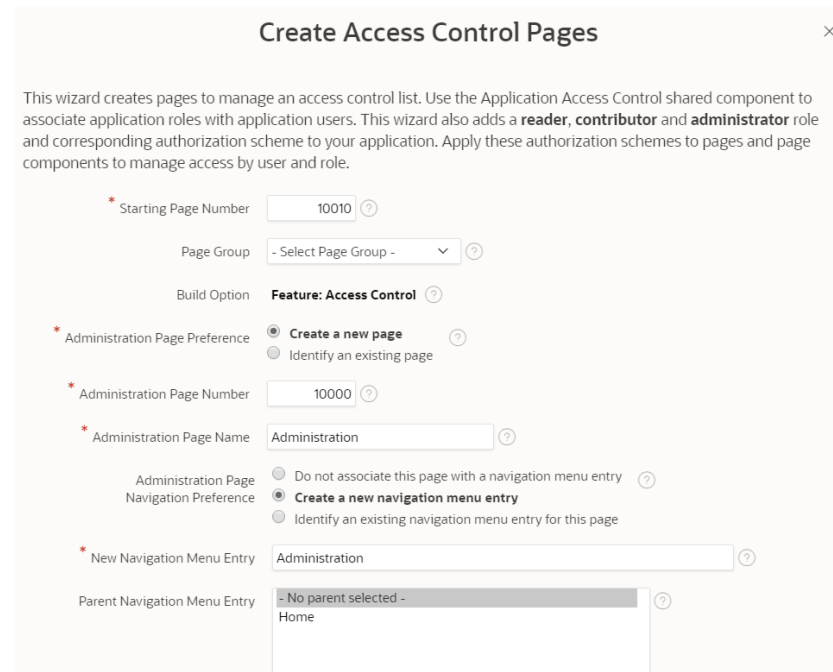 Create Access Control Pages
This wizard creates pages to manage an access control list. Use the Application Access Control shared component to
associate application roles with application users. This wizard also adds a reader, contributor and administrator role
and corresponding authorization scheme to your application. Apply these authorization schemes to pages and page
components to manage access by user and role.
* Starting Page Number 10010 ?
Page Group - Select Page Group - ?
Build Option Feature: Access Control ?
* Administration Page Preference Create a new page ?
Identify an existing page
* Administration Page Number 10000 ?
* Administration Page Name Administration ?
Administration Page
Navigation Preference
Do not associate this page with a navigation menu entry ?
Create a new navigation menu entry
Identify an existing navigation menu entry for this page
* New Navigation Menu Entry Administration ?
Parent Navigation Menu Entry - No parent selected - ?
Home